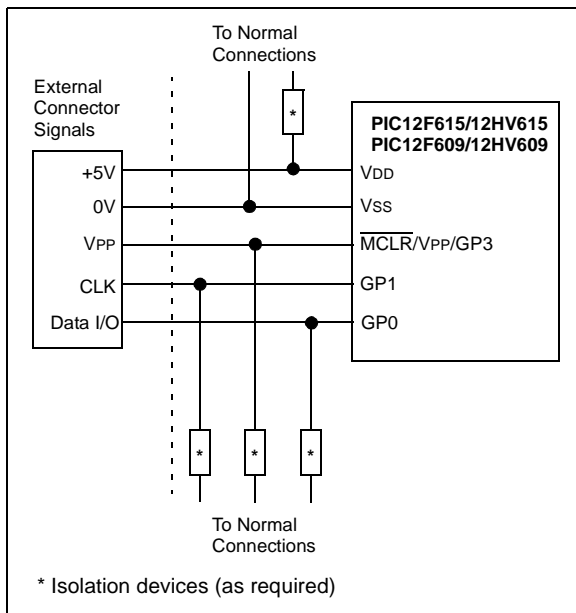 To Normal
Connections
External
Connector
Signals
*
PIC12F615/12HV615
PIC12F609/12HV609
+5V
VDD
0V
VSS
VPP
MCLR/VPP/GP3
CLK
GP1
Data I/O
GP0
*
*
*
To Normal
Connections
* Isolation devices (as required)